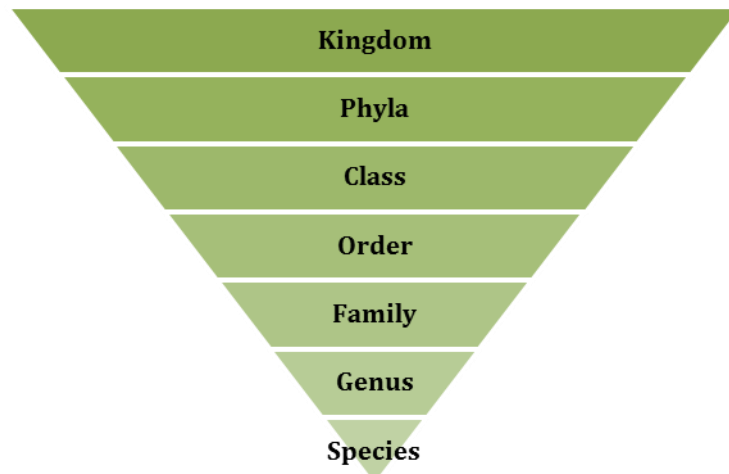 Kingdom
Phyla
Class
Order
Family
Genus
Species